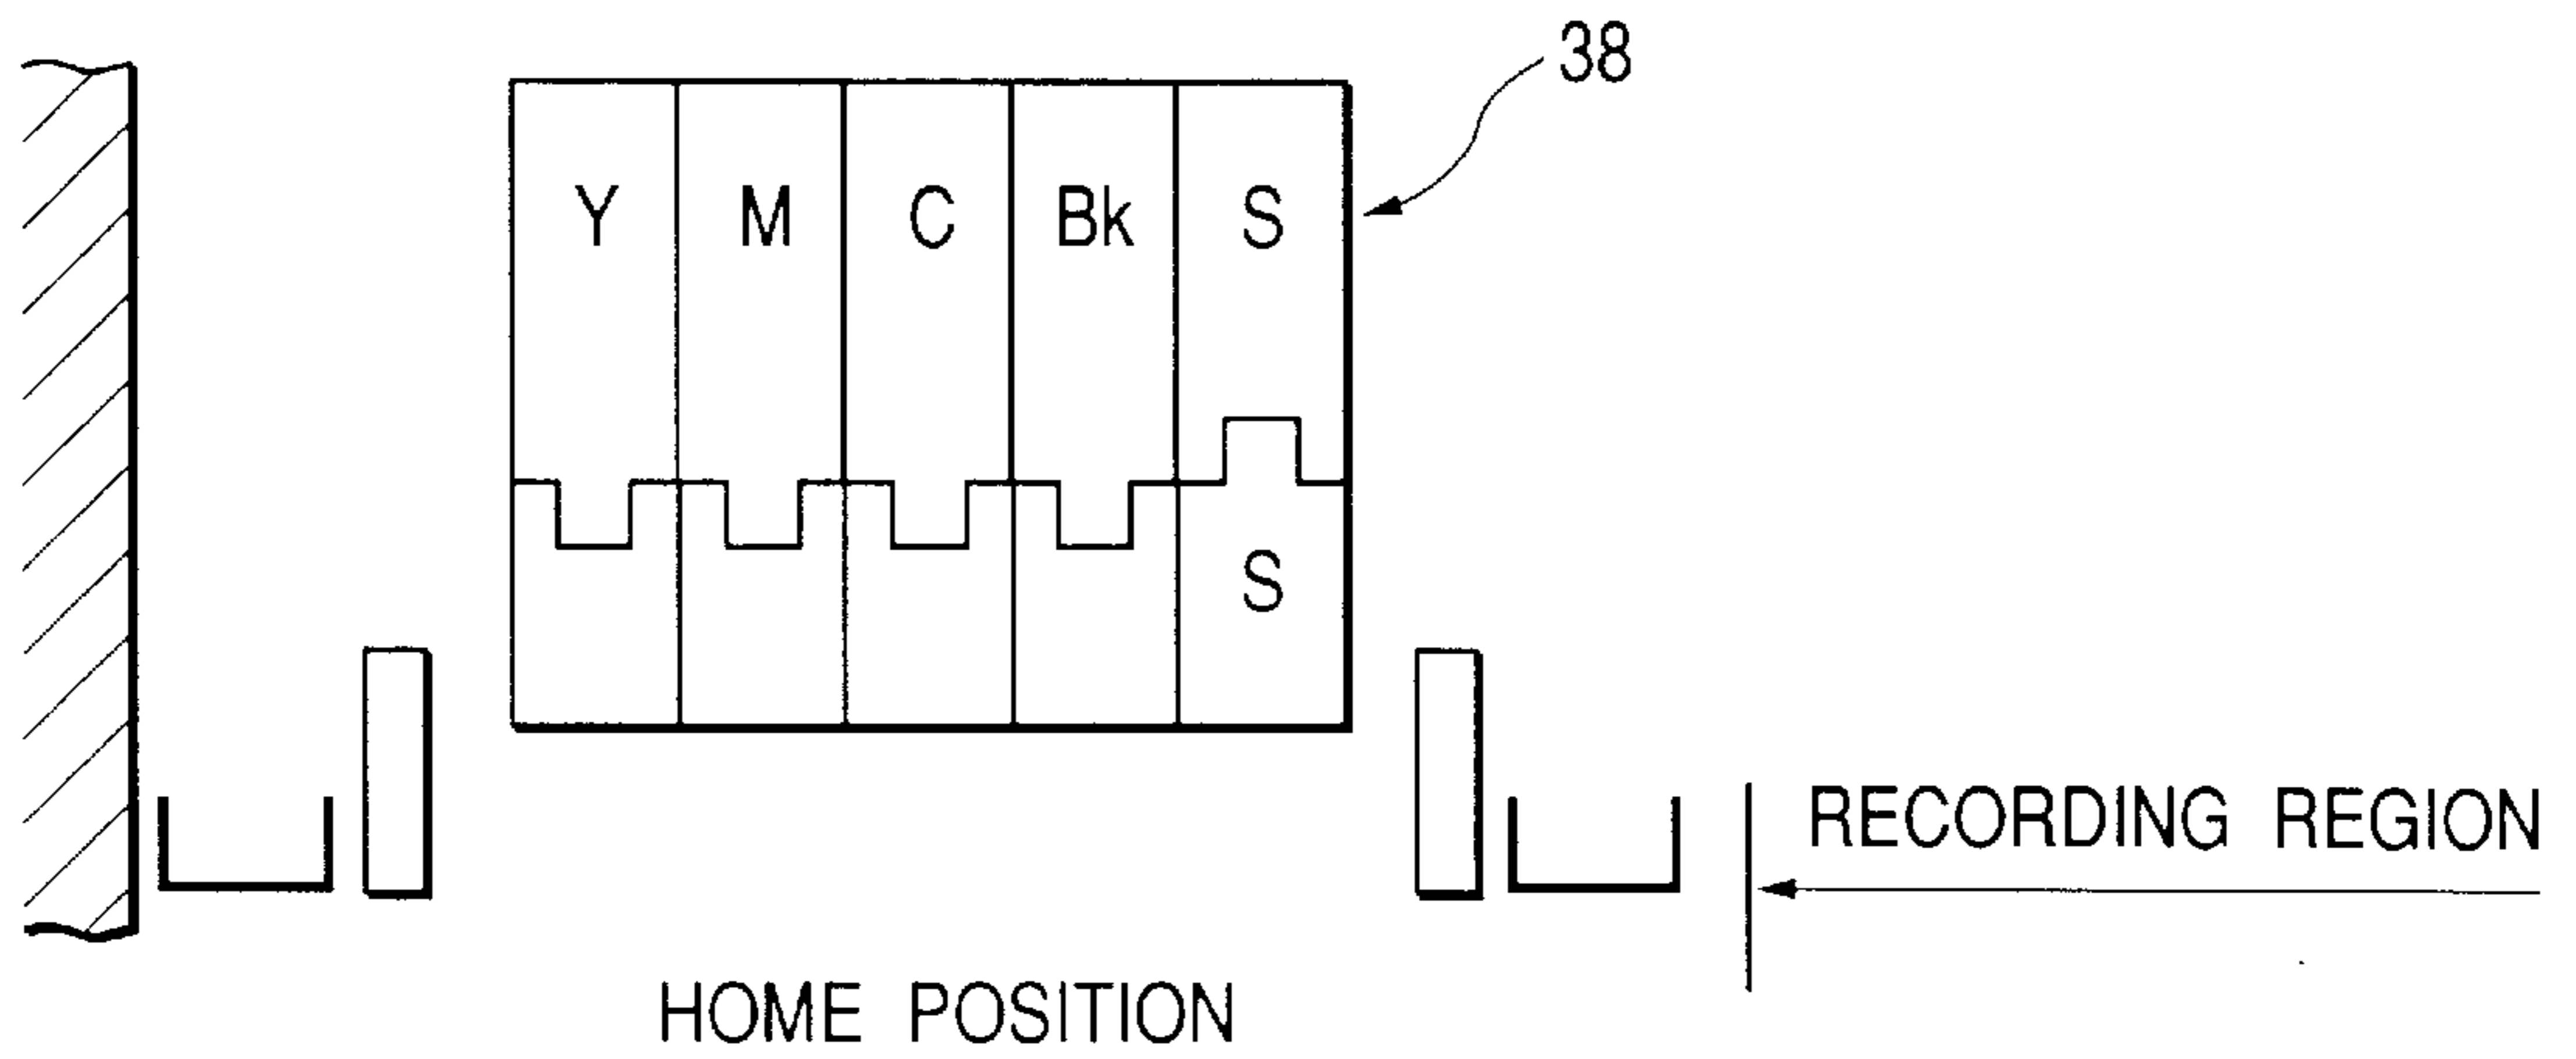 38
Y M C Bk S
S
RECORDING REGION
HOME POSITION